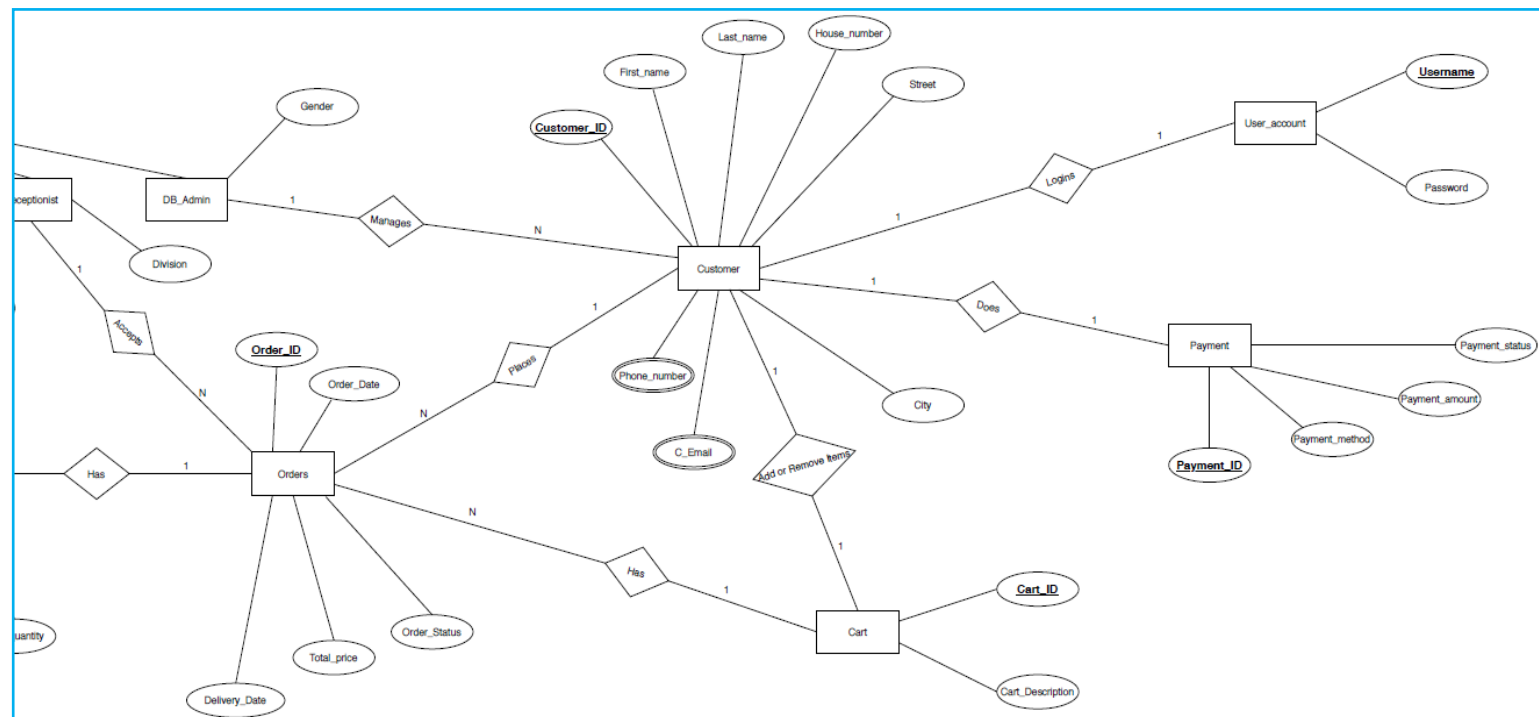 Last_name
House_number
First_name
Street
Username
Gender
Customer_ID
User_account
1
Logins
Password
eceptionist
DB_Admin
1
Manages
N
1
Division
Customer
1
1
Does
1
Payment
Payment_status
Payment_amount
Payment_method
Payment_ID
1
Accepts
N
Order_ID
Order_Date
Places
1
N
Phone_number
C_Email
City
1
Add or Remove Items
1
Has
1
Orders
N
Has
1
Cart
Cart_ID
Cart_Description
uantity
Order_Status
Total_price
Delivery_Date